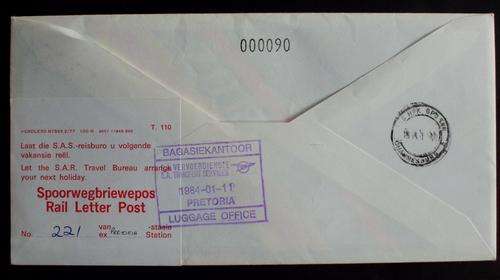 000090
T. 110
Laat die S.A.S.-reisburo u volgende
vakansie reël.
Let the S.A.R. Travel Bureau arrange
your next holiday.
Spoorwegbriewepos
Rail Letter Post
van -stasie
No. 221 ex PRETORIA Station
BAGASIEKANTOOR
VERVOERDIENSTE
S.A. TRANSPORT SERVICES
1984-01-11
PRETORIA
LUGGAGE OFFICE